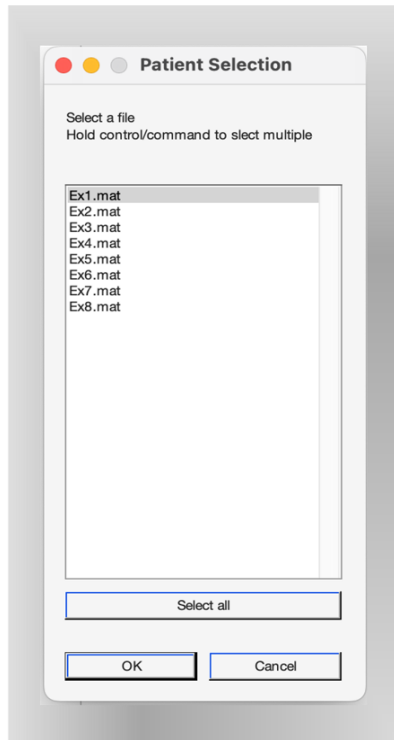 Patient Selection
Select a file
Hold control/command to slect multiple
Ex1.mat
Ex2.mat
Ex3.mat
Ex4.mat
Ex5.mat
Ex6.mat
Ex7.mat
Ex8.mat
Select all
OK Cancel